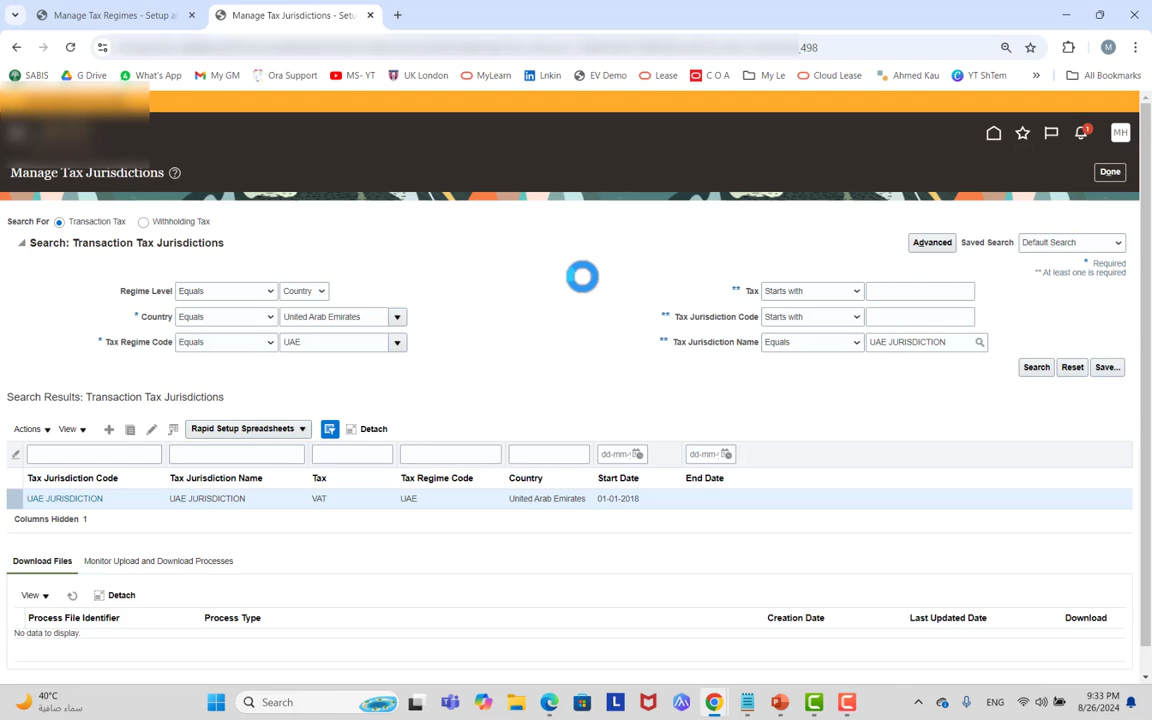 Manage Tax Regimes - Setup a
Manage Tax Jurisdictions - Setu
_498
M
SABIS
G Drive
What's App
My GM
Ora Support
MS- YT
UK London
MyLearn
Lnkin
EV Demo
Lease
C O A
My Le
Cloud Lease
Ahmed Kau
YT ShTem
All Bookmarks
1
MH
Manage Tax Jurisdictions
Done
Search For Transaction Tax Withholding Tax
Search: Transaction Tax Jurisdictions
Advanced Saved Search Default Search
* Required
** At least one is required
Regime Level Equals Country
** Tax Starts with
* Country Equals United Arab Emirates
** Tax Jurisdiction Code Starts with
* Tax Regime Code Equals UAE
** Tax Jurisdiction Name Equals UAE JURISDICTION
Search Reset Save...
Search Results: Transaction Tax Jurisdictions
Actions View Rapid Setup Spreadsheets Detach
dd-mm- dd-mm-
Tax Jurisdiction Code Tax Jurisdiction Name Tax Tax Regime Code Country Start Date End Date
UAE JURISDICTION UAE JURISDICTION VAT UAE United Arab Emirates 01-01-2018
Columns Hidden 1
Download Files Monitor Upload and Download Processes
View Detach
Process File Identifier Process Type Creation Date Last Updated Date Download
No data to display.
40°C
سماء صافية
Search
L
ENG
9:33 PM
8/26/2024